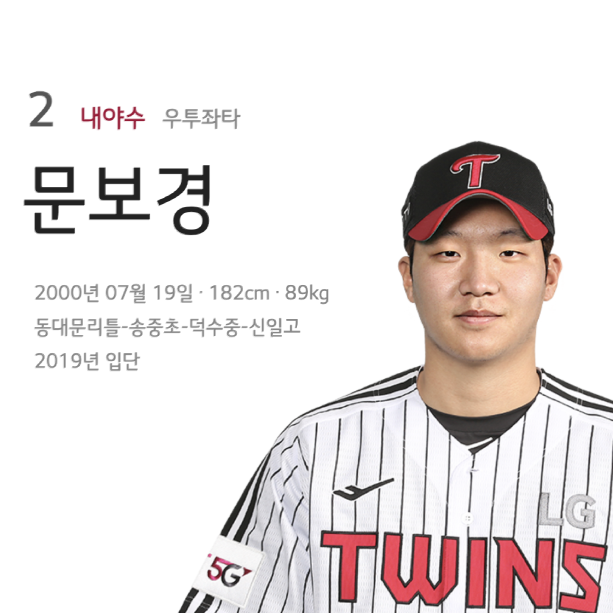 2 내야수 우투좌타
문보경
2000년 07월 19일 · 182cm · 89kg
동대문리틀-송중초-덕수중-신일고
2019년 입단
T
LG
LG
TWINS
5G